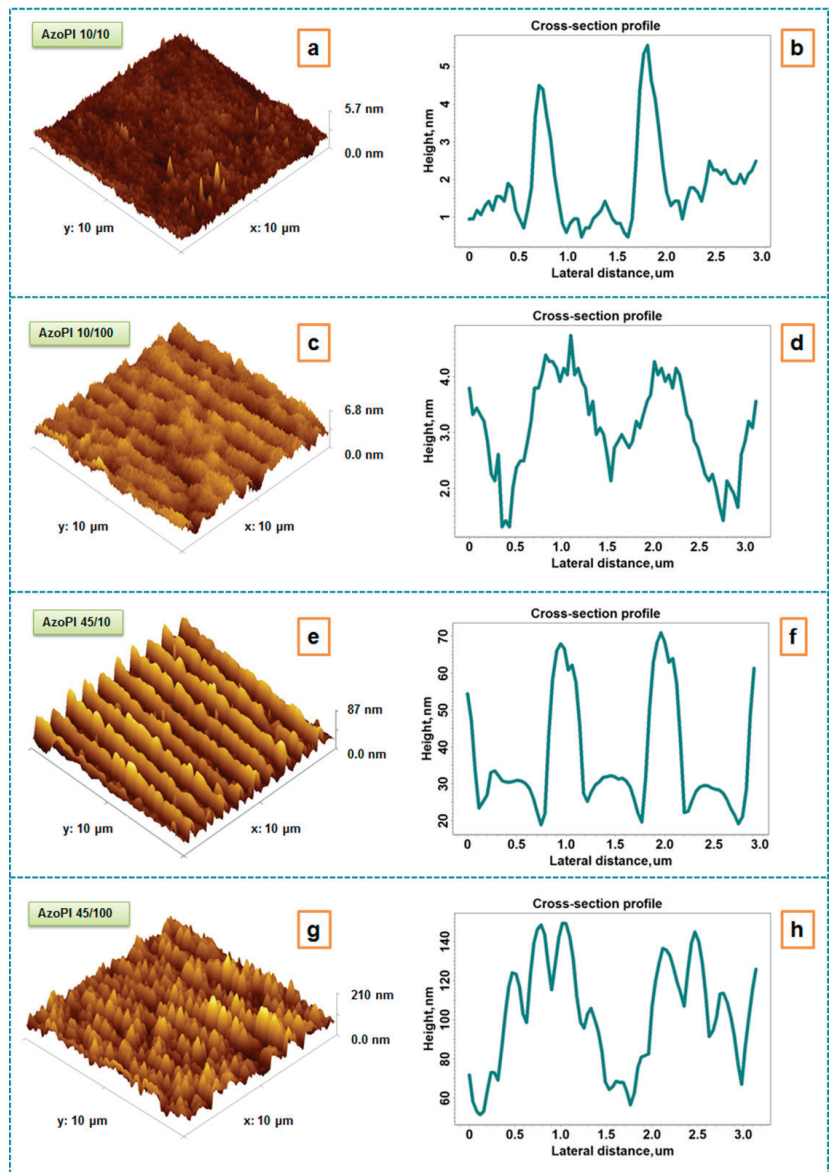 AzoPI 10/10
a
5.7 nm
0.0 nm
y: 10 µm
x: 10 µm
Cross-section profile
b
Height, nm
5
4
3
2
1
0 0.5 1.0 1.5 2.0 2.5 3.0
Lateral distance, um
AzoPI 10/100
c
6.8 nm
0.0 nm
y: 10 µm
x: 10 µm
Cross-section profile
d
Height, nm
4.0
3.0
2.0
0 0.5 1.0 1.5 2.0 2.5 3.0
Lateral distance, um
AzoPI 45/10
e
87 nm
0.0 nm
y: 10 µm
x: 10 µm
Cross-section profile
f
Height, nm
70
60
50
40
30
20
0 0.5 1.0 1.5 2.0 2.5 3.0
Lateral distance, um
AzoPI 45/100
g
210 nm
0.0 nm
y: 10 µm
x: 10 µm
Cross-section profile
h
Height, nm
140
120
100
80
60
0 0.5 1.0 1.5 2.0 2.5 3.0
Lateral distance, um